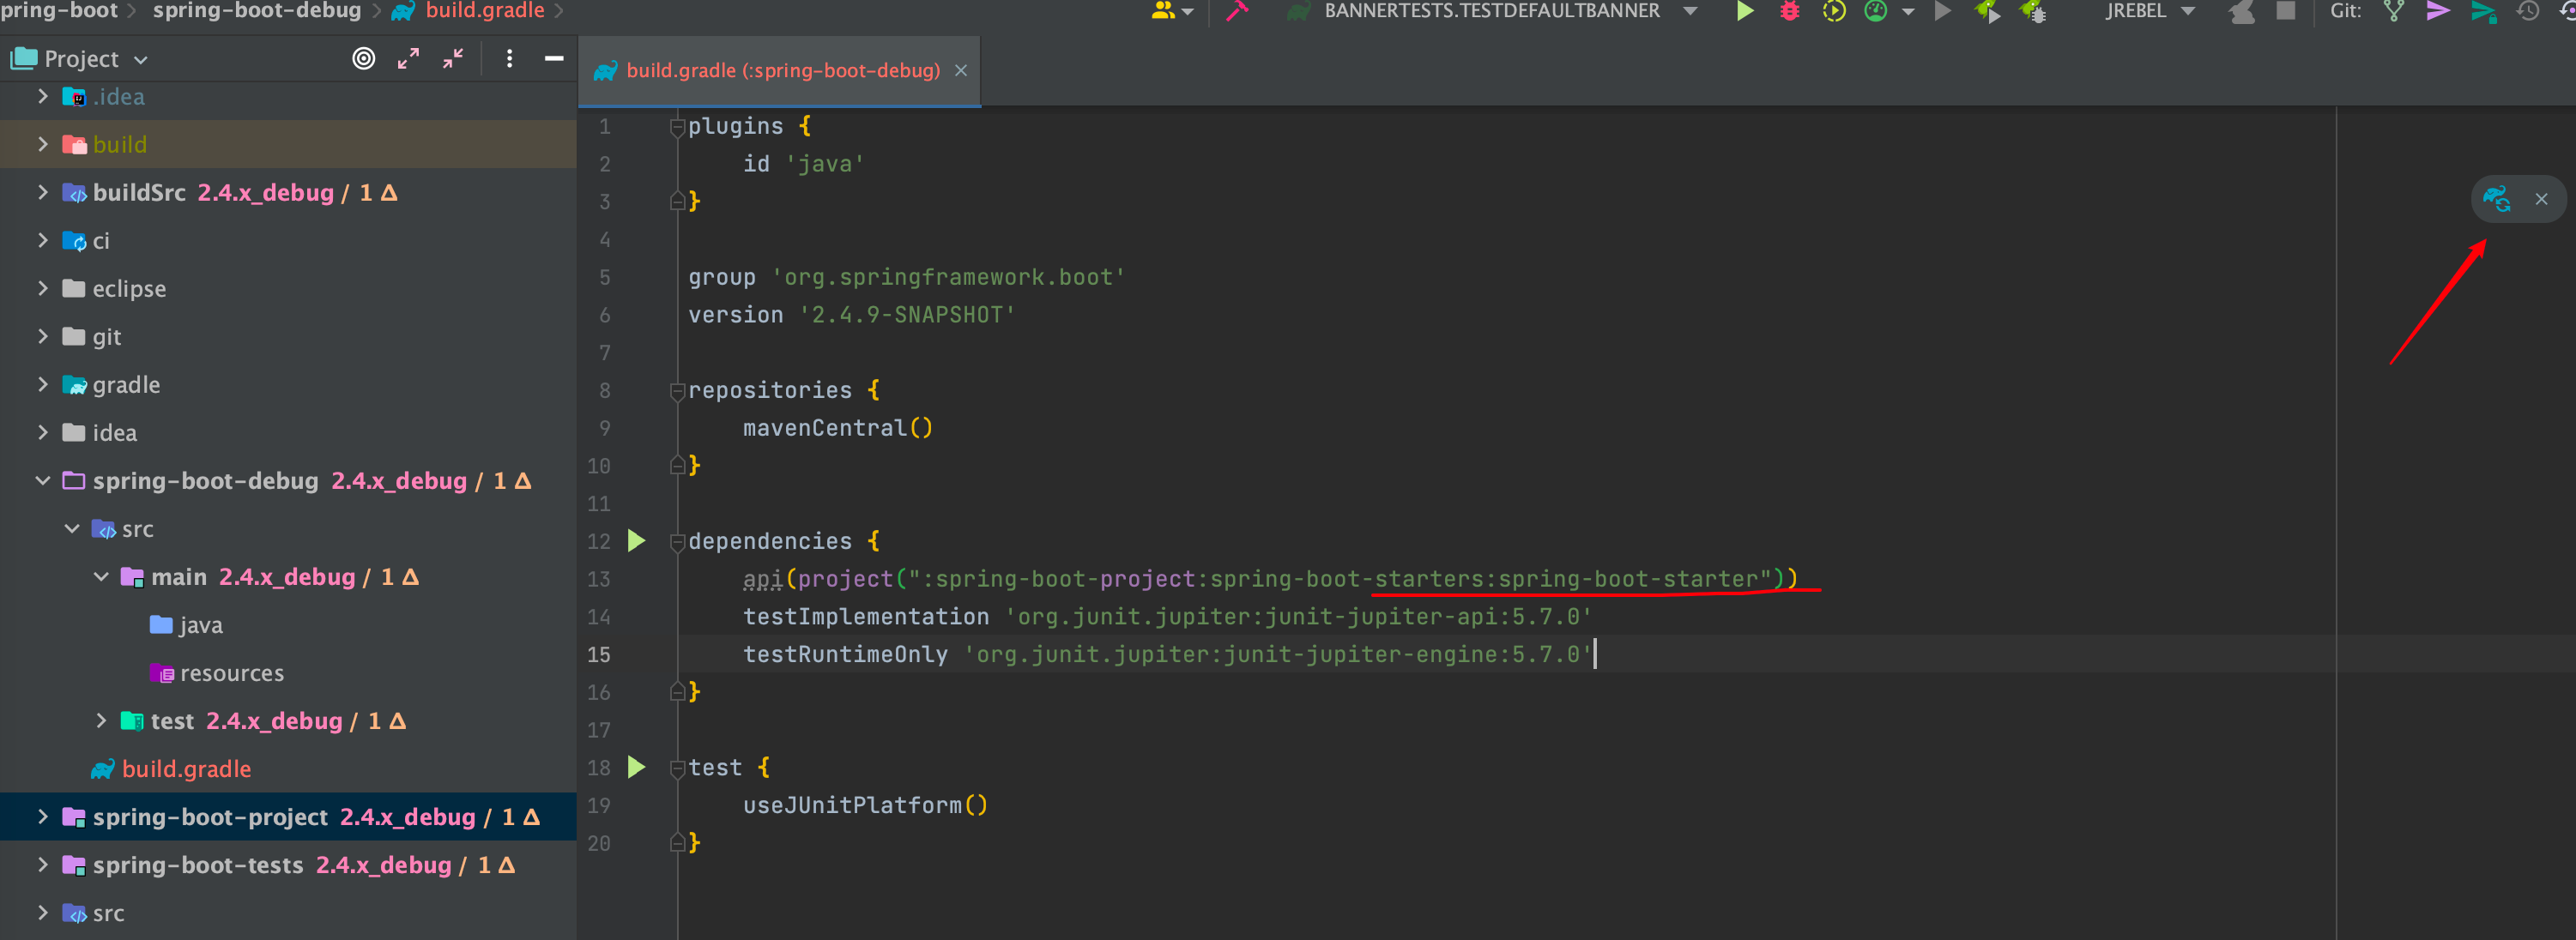 pring-boot > spring-boot-debug > build.gradle >
BANNERTESTS.TESTDEFAULTBANNER
JREBEL
Git:
Project
.idea
build
buildSrc 2.4.x_debug / 1 Δ
ci
eclipse
git
gradle
idea
spring-boot-debug 2.4.x_debug / 1 Δ
src
main 2.4.x_debug / 1 Δ
java
resources
test 2.4.x_debug / 1 Δ
build.gradle
spring-boot-project 2.4.x_debug / 1 Δ
spring-boot-tests 2.4.x_debug / 1 Δ
src
build.gradle (:spring-boot-debug)
1 plugins {
2     id 'java'
3 }
4
5 group 'org.springframework.boot'
6 version '2.4.9-SNAPSHOT'
7
8 repositories {
9     mavenCentral()
10 }
11
12 dependencies {
13     api(project(":spring-boot-project:spring-boot-starters:spring-boot-starter"))
14     testImplementation 'org.junit.jupiter:junit-jupiter-api:5.7.0'
15     testRuntimeOnly 'org.junit.jupiter:junit-jupiter-engine:5.7.0'
16 }
17
18 test {
19     useJUnitPlatform()
20 }